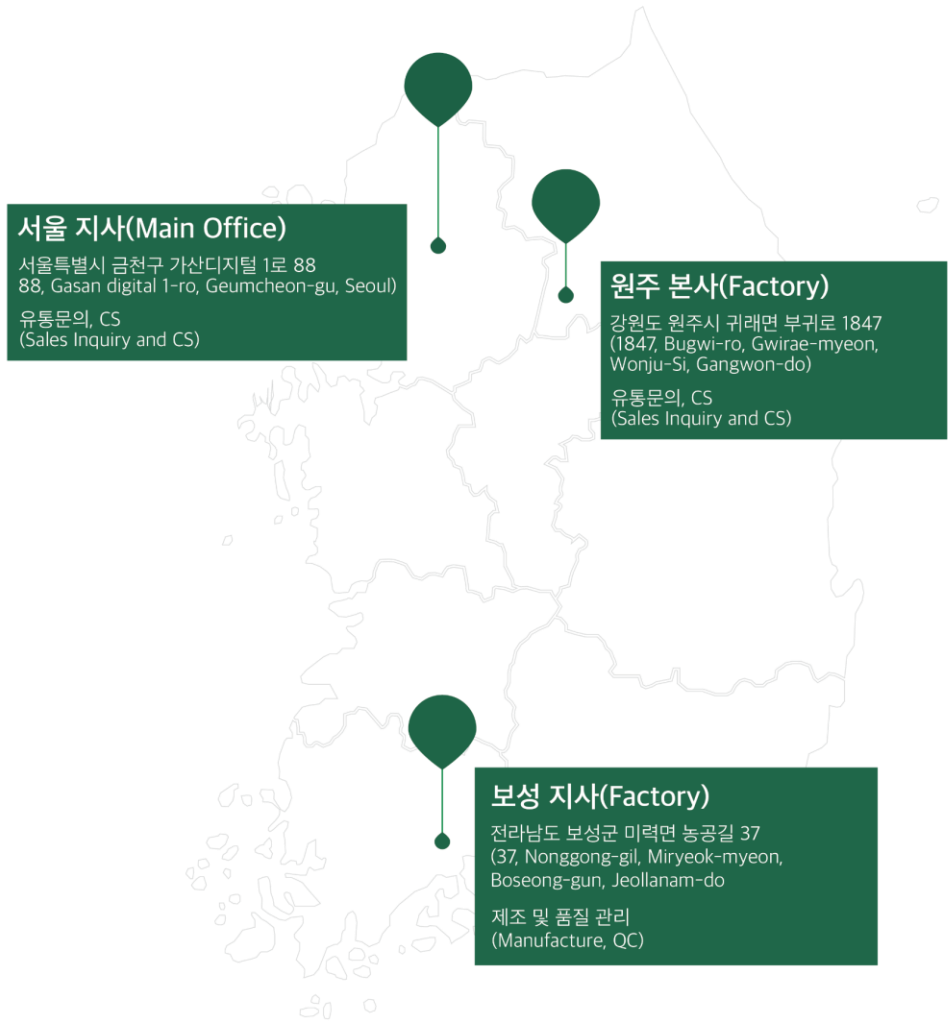 서울 지사(Main Office)
서울특별시 금천구 가산디지털 1로 88
88, Gasan digital 1-ro, Geumcheon-gu, Seoul)
유통문의, CS
(Sales Inquiry and CS)
원주 본사(Factory)
강원도 원주시 귀래면 부귀로 1847
(1847, Bugwi-ro, Gwirae-myeon,
Wonju-Si, Gangwon-do)
유통문의, CS
(Sales Inquiry and CS)
보성 지사(Factory)
전라남도 보성군 미력면 농공길 37
(37, Nonggong-gil, Miryeok-myeon,
Boseong-gun, Jeollanam-do
제조 및 품질 관리
(Manufacture, QC)